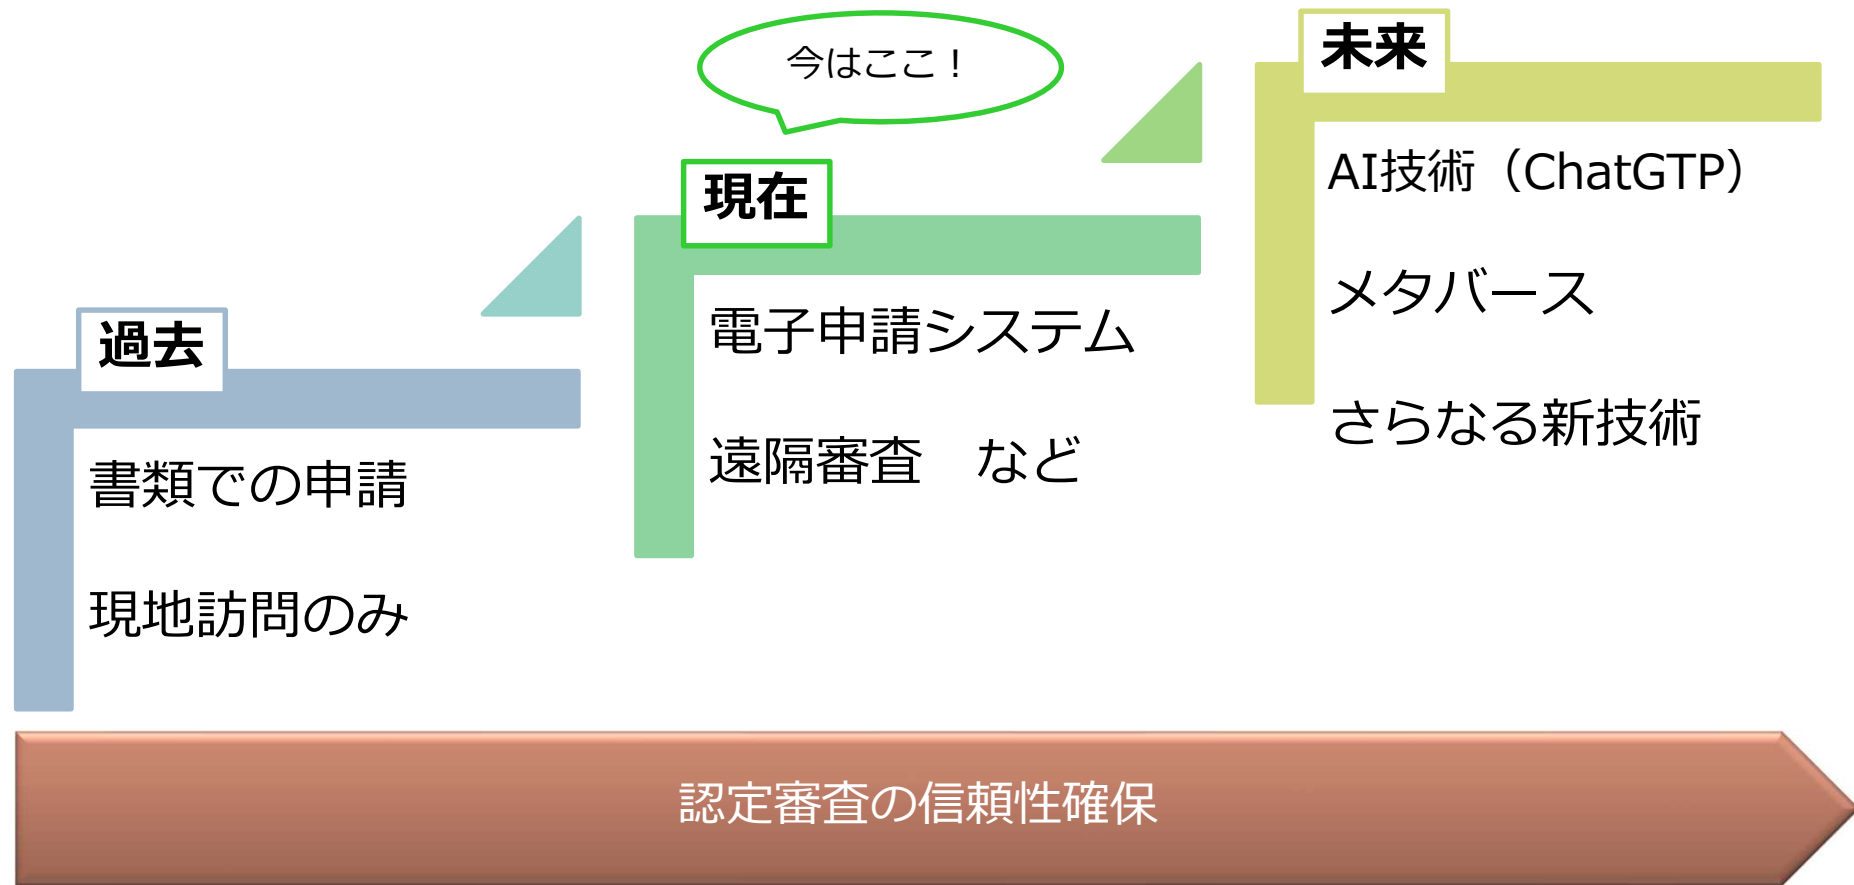 過去
書類での申請
現地訪問のみ
今はここ！
現在
電子申請システム
遠隔審査　など
未来
AI技術（ChatGTP）
メタバース
さらなる新技術
認定審査の信頼性確保